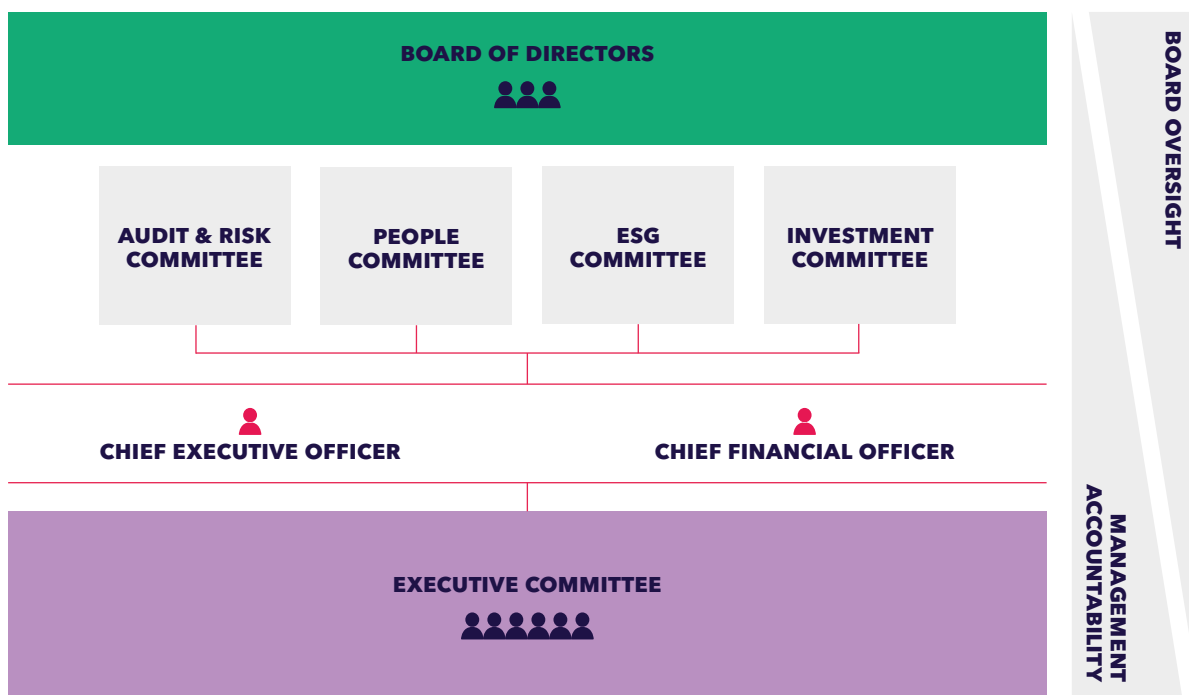 BOARD OF DIRECTORS
AUDIT & RISK
COMMITTEE
PEOPLE
COMMITTEE
ESG
COMMITTEE
INVESTMENT
COMMITTEE
CHIEF EXECUTIVE OFFICER
CHIEF FINANCIAL OFFICER
EXECUTIVE COMMITTEE
BOARD OVERSIGHT
MANAGEMENT
ACCOUNTABILITY